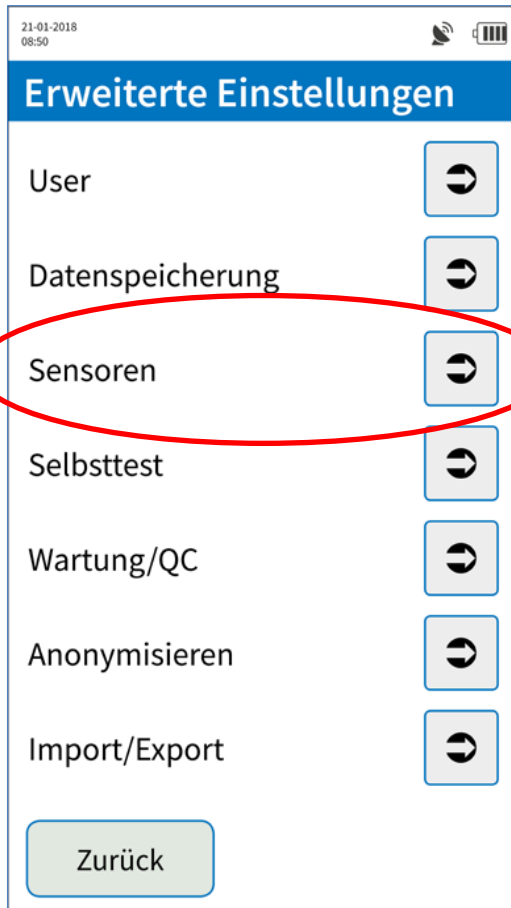 21-01-2018
08:50
Erweiterte Einstellungen
User
Datenspeicherung
Sensoren
Selbsttest
Wartung/QC
Anonymisieren
Import/Export
Zurück